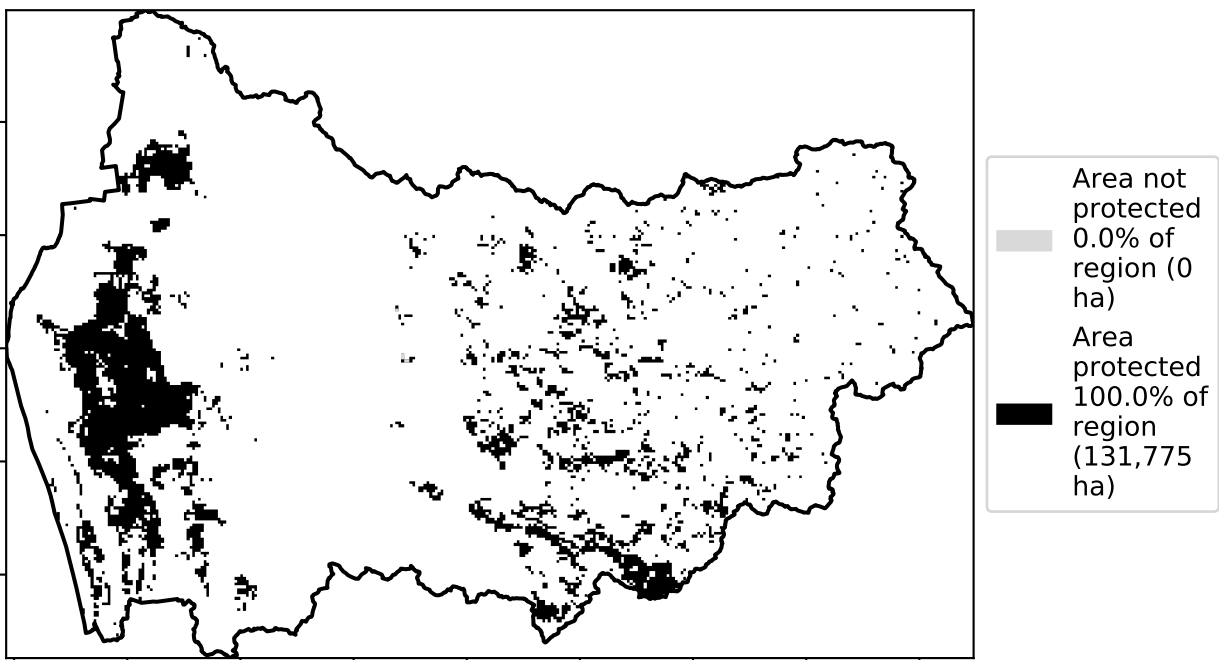 Area not
protected
0.0% of
region (0
ha)
Area
protected
100.0% of
region
(131,775
ha)